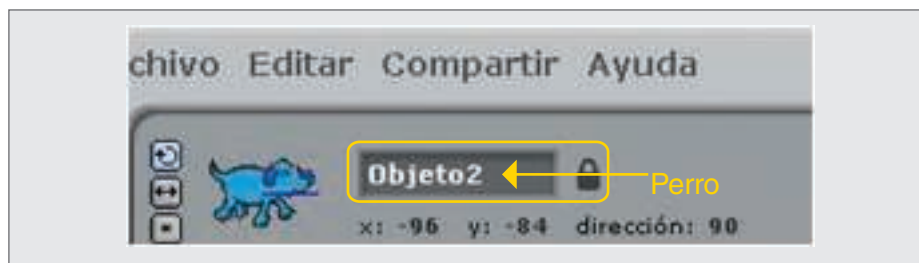 chivo Editar Compartir Ayuda
Objeto2
Perro
x: -96 y: -84 dirección: 90